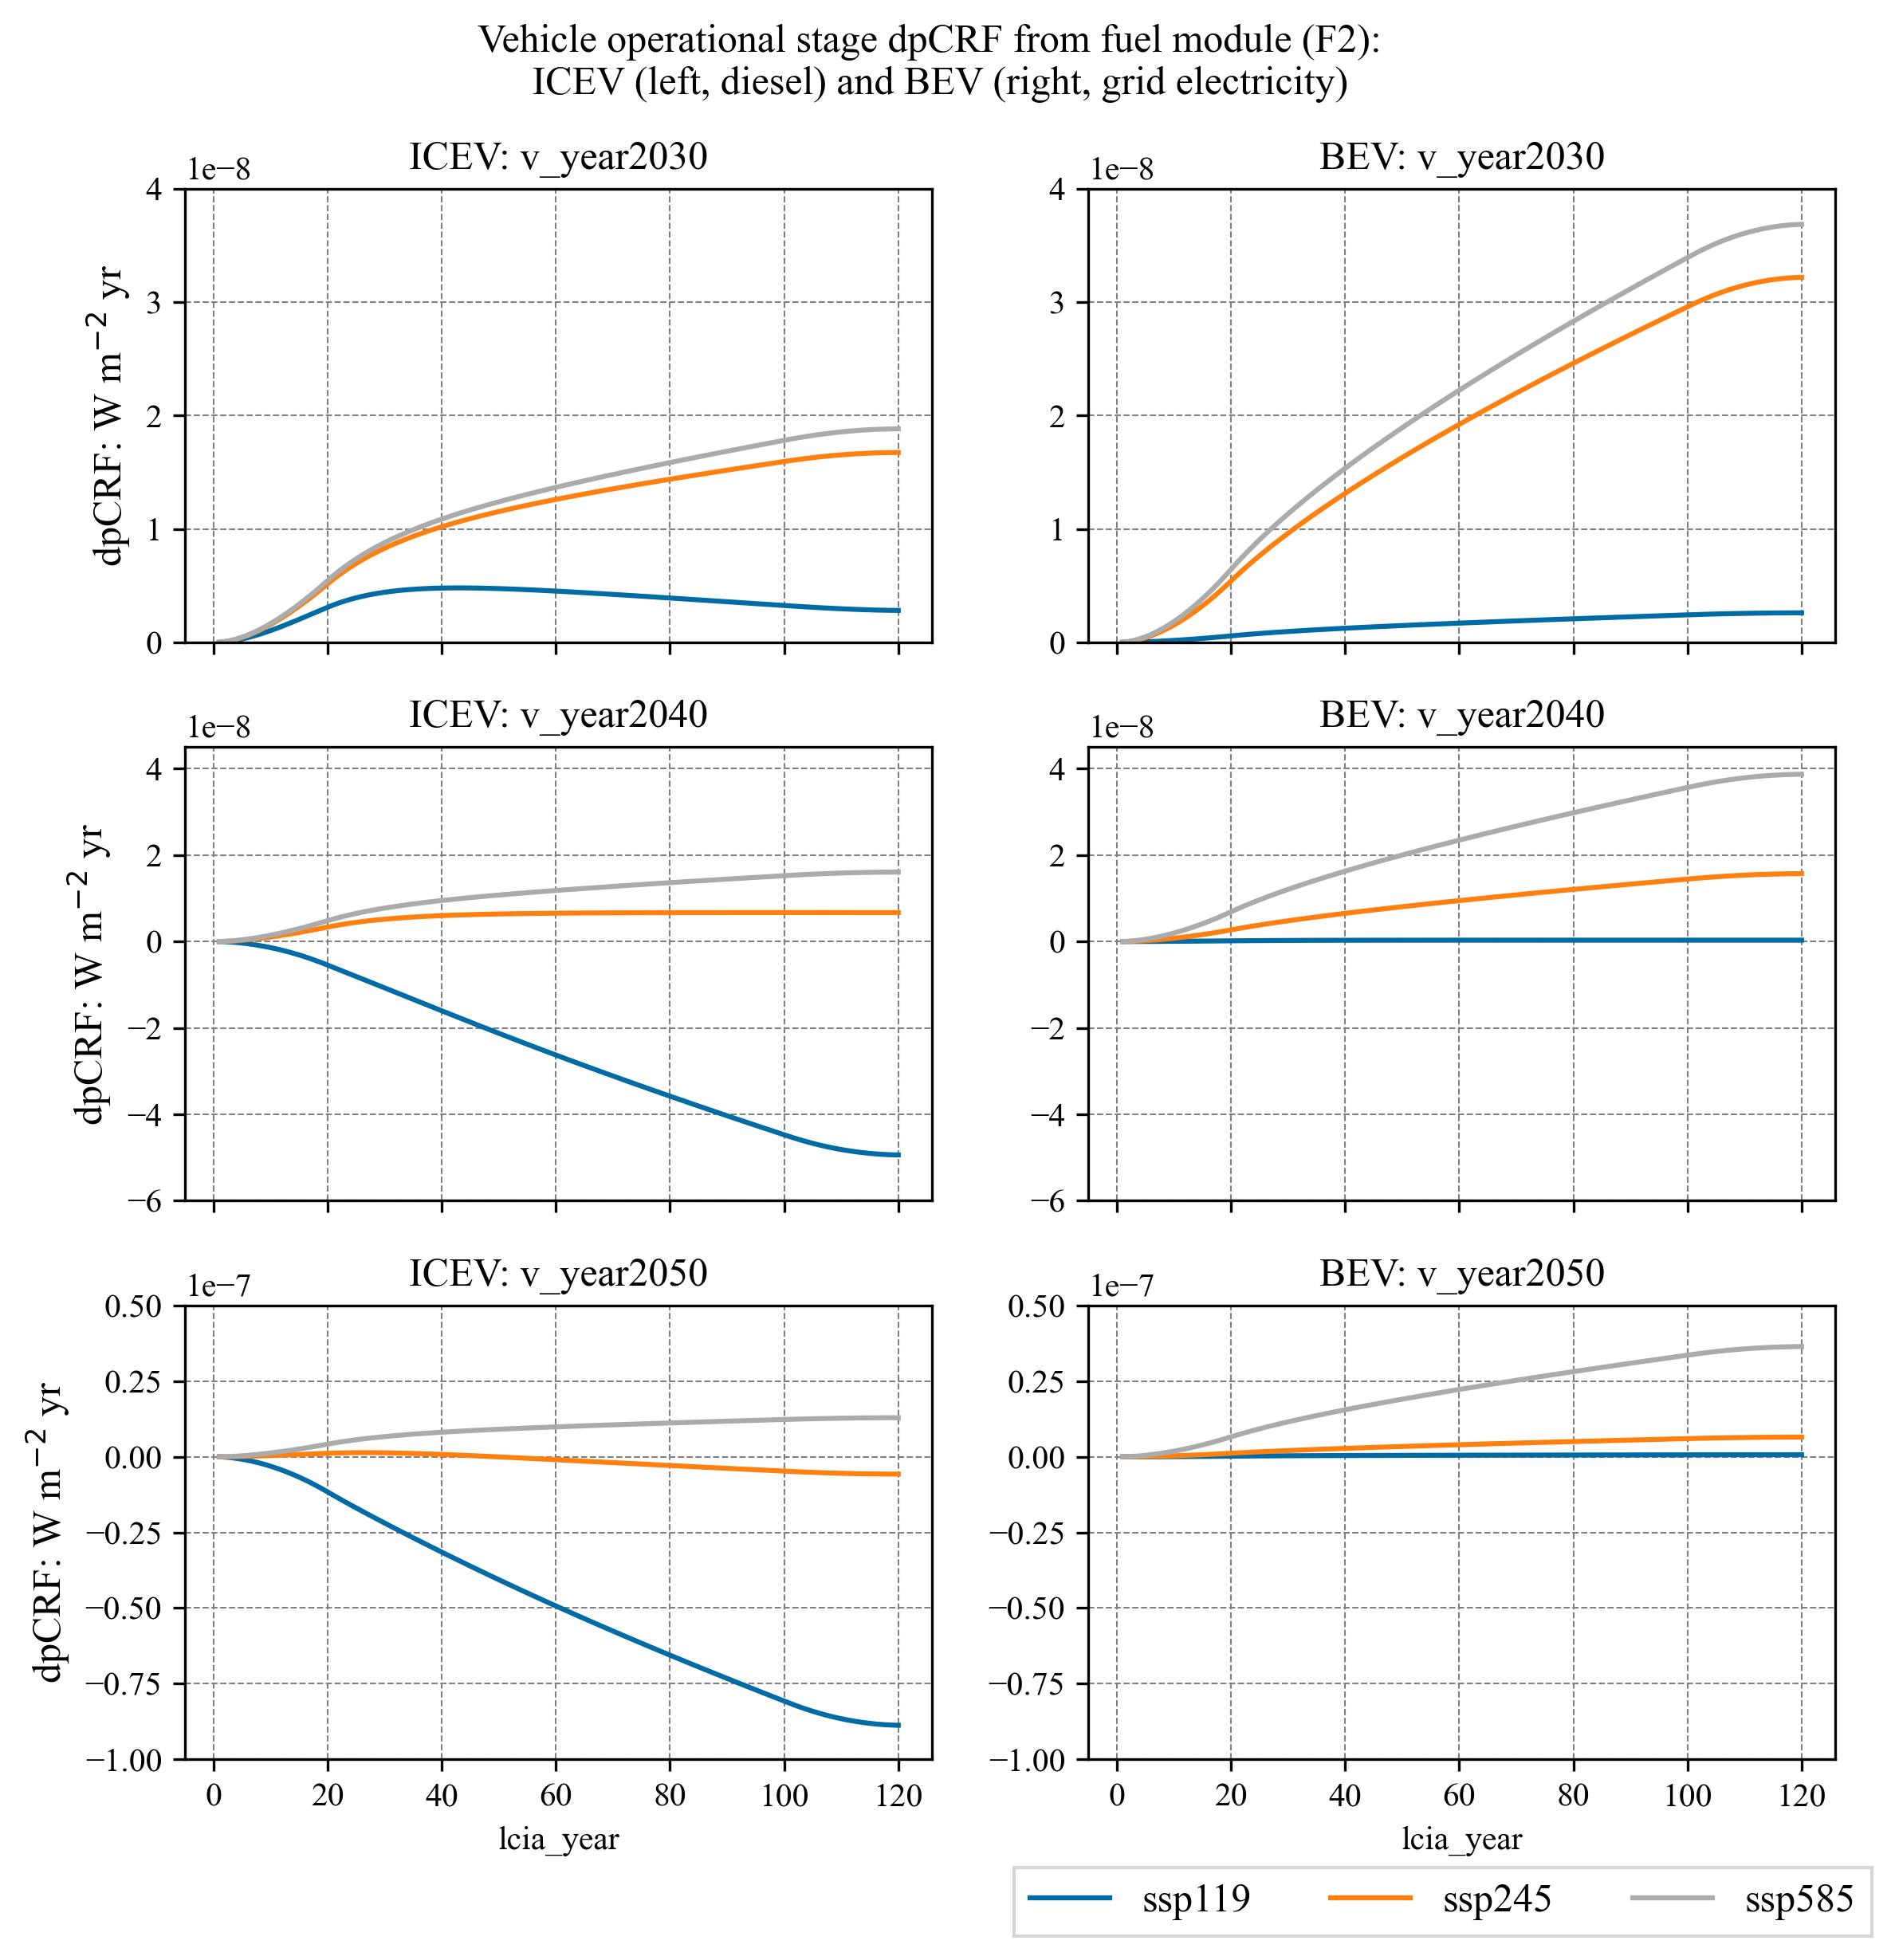 Vehicle operational stage dpCRF from fuel module (F2):
ICEV (left, diesel) and BEV (right, grid electricity)
ICEV: v_year2030
1e−8
4
3
2
1
0
dpCRF: W m⁻² yr
BEV: v_year2030
1e−8
4
3
2
1
0
ICEV: v_year2040
1e−8
4
2
0
−2
−4
−6
dpCRF: W m⁻² yr
BEV: v_year2040
1e−8
4
2
0
−2
−4
−6
ICEV: v_year2050
1e−7
0.50
0.25
0.00
−0.25
−0.50
−0.75
−1.00
dpCRF: W m⁻² yr
0 20 40 60 80 100 120
lcia_year
BEV: v_year2050
1e−7
0.50
0.25
0.00
−0.25
−0.50
−0.75
−1.00
0 20 40 60 80 100 120
lcia_year
ssp119 ssp245 ssp585